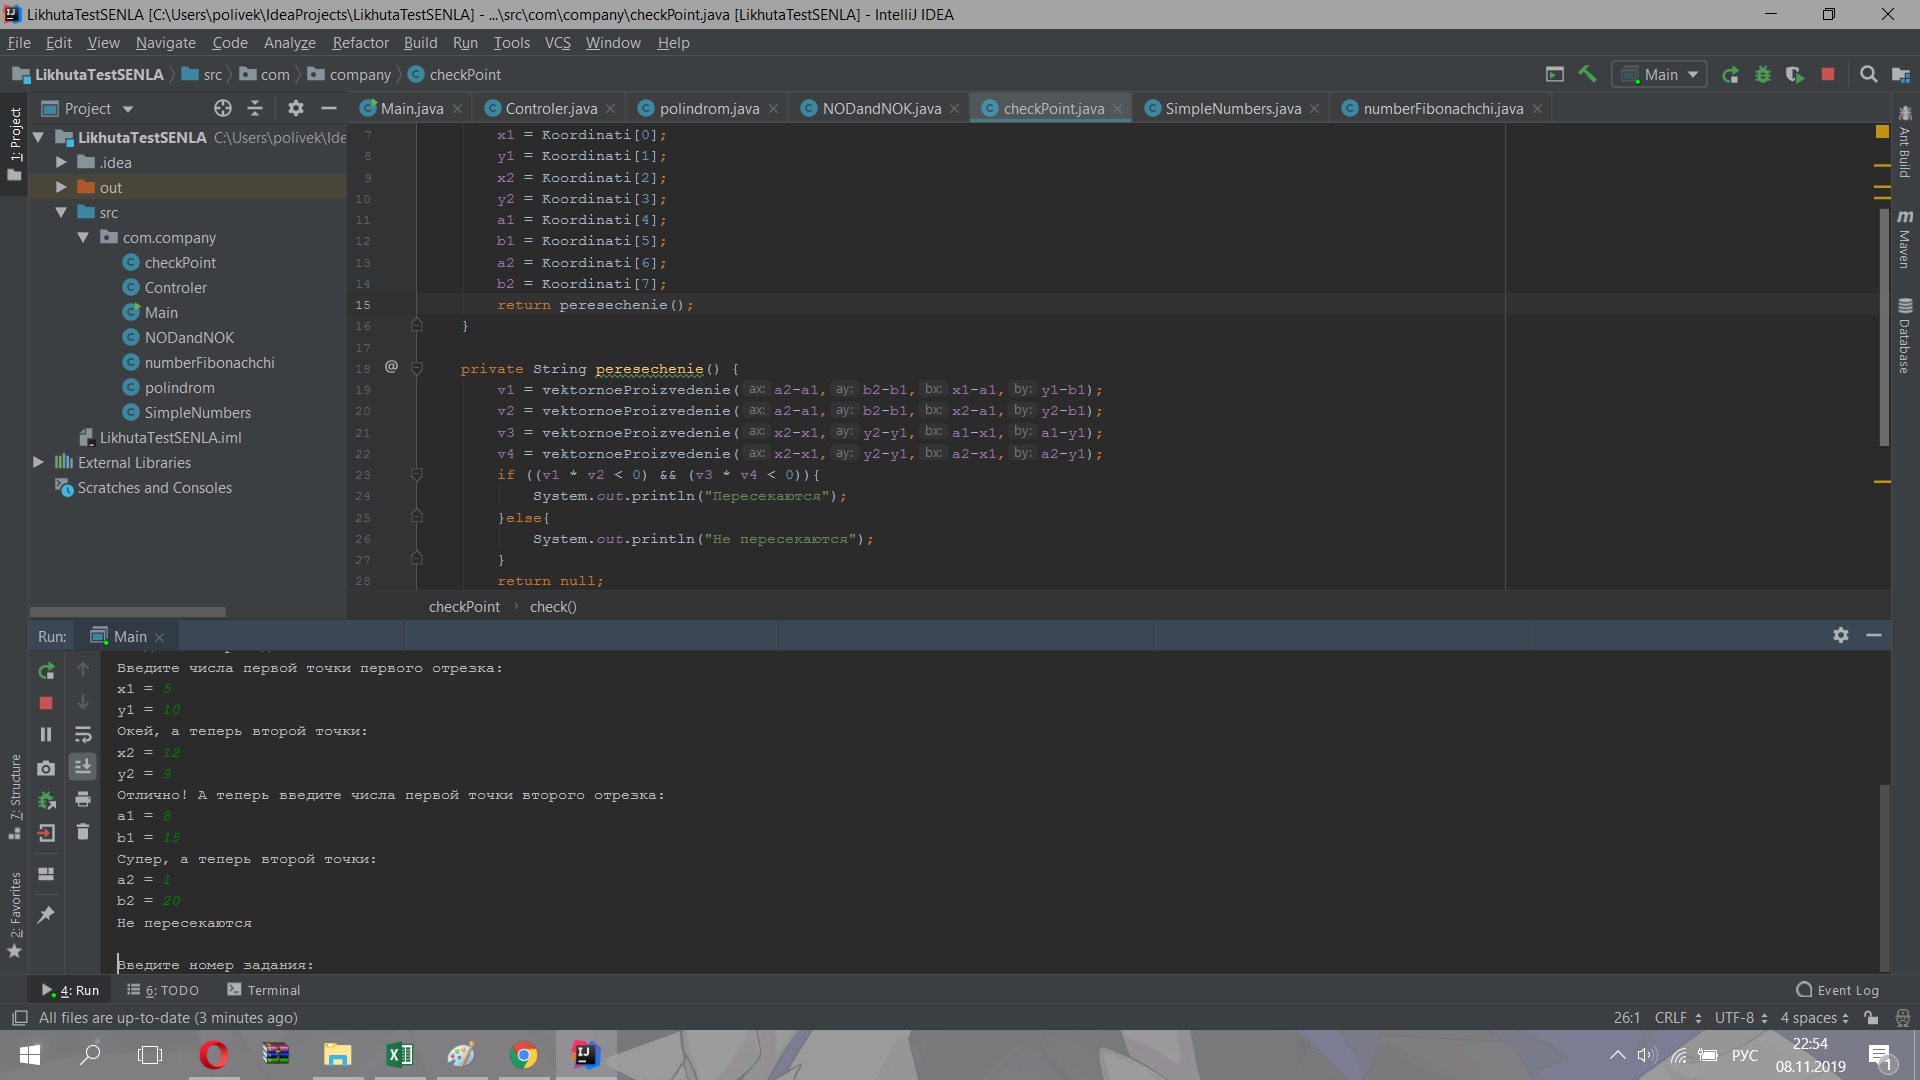 LikhutaTestSENLA [C:\Users\polivek\IdeaProjects\LikhutaTestSENLA] - ...\src\com\company\checkPoint.java [LikhutaTestSENLA] - IntelliJ IDEA
File Edit View Navigate Code Analyze Refactor Build Run Tools VCS Window Help
LikhutaTestSENLA src com company checkPoint Main
Project Main.java Controler.java polindrom.java NODandNOK.java checkPoint.java SimpleNumbers.java numberFibonachchi.java
1: Project
LikhutaTestSENLA C:\Users\polivek\Ide
.idea
out
src
com.company
checkPoint
Controler
Main
NODandNOK
numberFibonachchi
polindrom
SimpleNumbers
LikhutaTestSENLA.iml
External Libraries
Scratches and Consoles
7 x1 = Koordinati[0];
8 y1 = Koordinati[1];
9 x2 = Koordinati[2];
10 y2 = Koordinati[3];
11 a1 = Koordinati[4];
12 b1 = Koordinati[5];
13 a2 = Koordinati[6];
14 b2 = Koordinati[7];
15 return peresechenie();
16 }
17
18 @ private String peresechenie() {
19 v1 = vektornoeProizvedenie( ax: a2-a1, ay: b2-b1, bx: x1-a1, by: y1-b1);
20 v2 = vektornoeProizvedenie( ax: a2-a1, ay: b2-b1, bx: x2-a1, by: y2-b1);
21 v3 = vektornoeProizvedenie( ax: x2-x1, ay: y2-y1, bx: a1-x1, by: a1-y1);
22 v4 = vektornoeProizvedenie( ax: x2-x1, ay: y2-y1, bx: a2-x1, by: a2-y1);
23 if ((v1 * v2 < 0) && (v3 * v4 < 0)){
24 System.out.println("Пересекаются");
25 }else{
26 System.out.println("Не пересекаются");
27 }
28 return null;
checkPoint › check()
Ant Build
Maven
Database
Run: Main
Введите числа первой точки первого отрезка:
x1 = 5
y1 = 10
Окей, а теперь второй точки:
x2 = 12
y2 = 9
Отлично! А теперь введите числа первой точки второго отрезка:
a1 = 8
b1 = 15
Супер, а теперь второй точки:
a2 = 1
b2 = 20
Не пересекаются
Введите номер задания:
7: Structure
2: Favorites
4: Run 6: TODO Terminal Event Log
All files are up-to-date (3 minutes ago) 26:1 CRLF UTF-8 4 spaces
РУС 22:54
08.11.2019 1